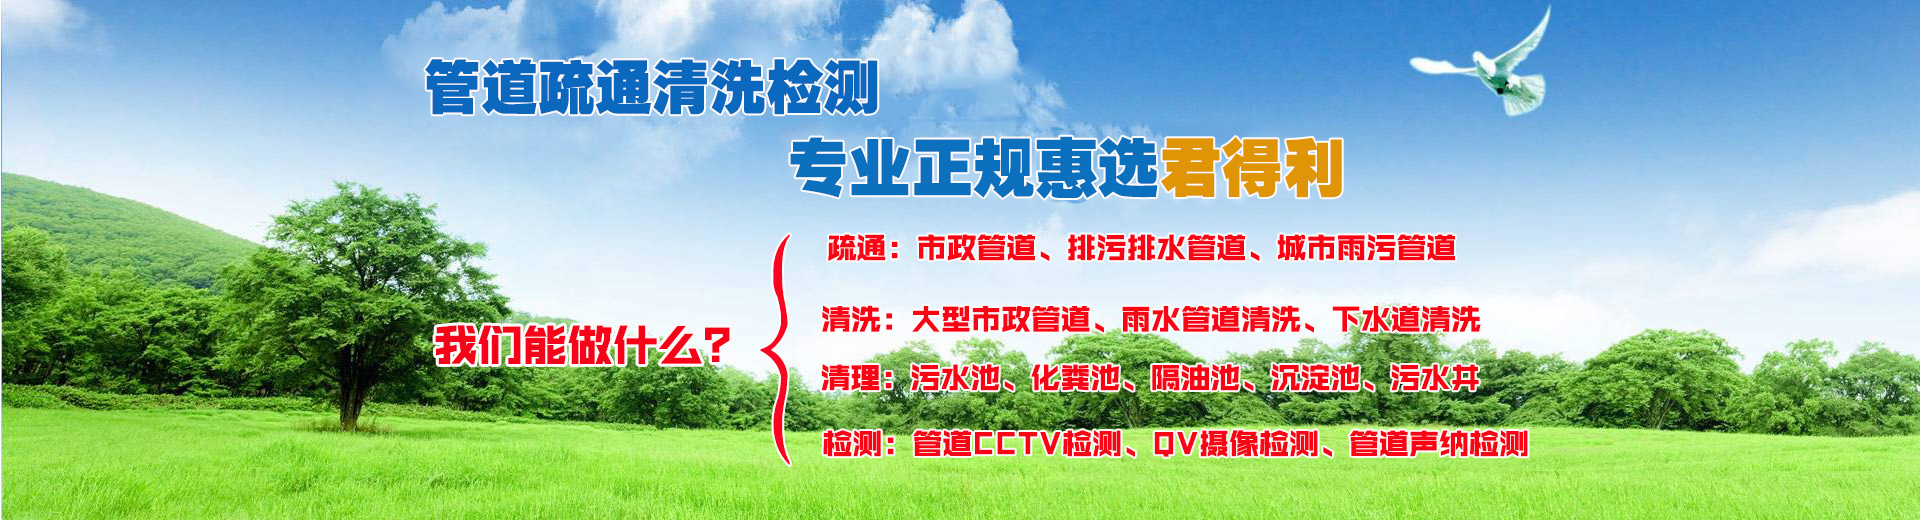 管道疏通清洗检测
专业正规惠选君得利
我们能做什么?
疏通：市政管道、排污排水管道、城市雨污管道
清洗：大型市政管道、雨水管道清洗、下水道清洗
清理：污水池、化粪池、隔油池、沉淀池、污水井
检测：管道CCTV检测、QV摄像检测、管道声纳检测